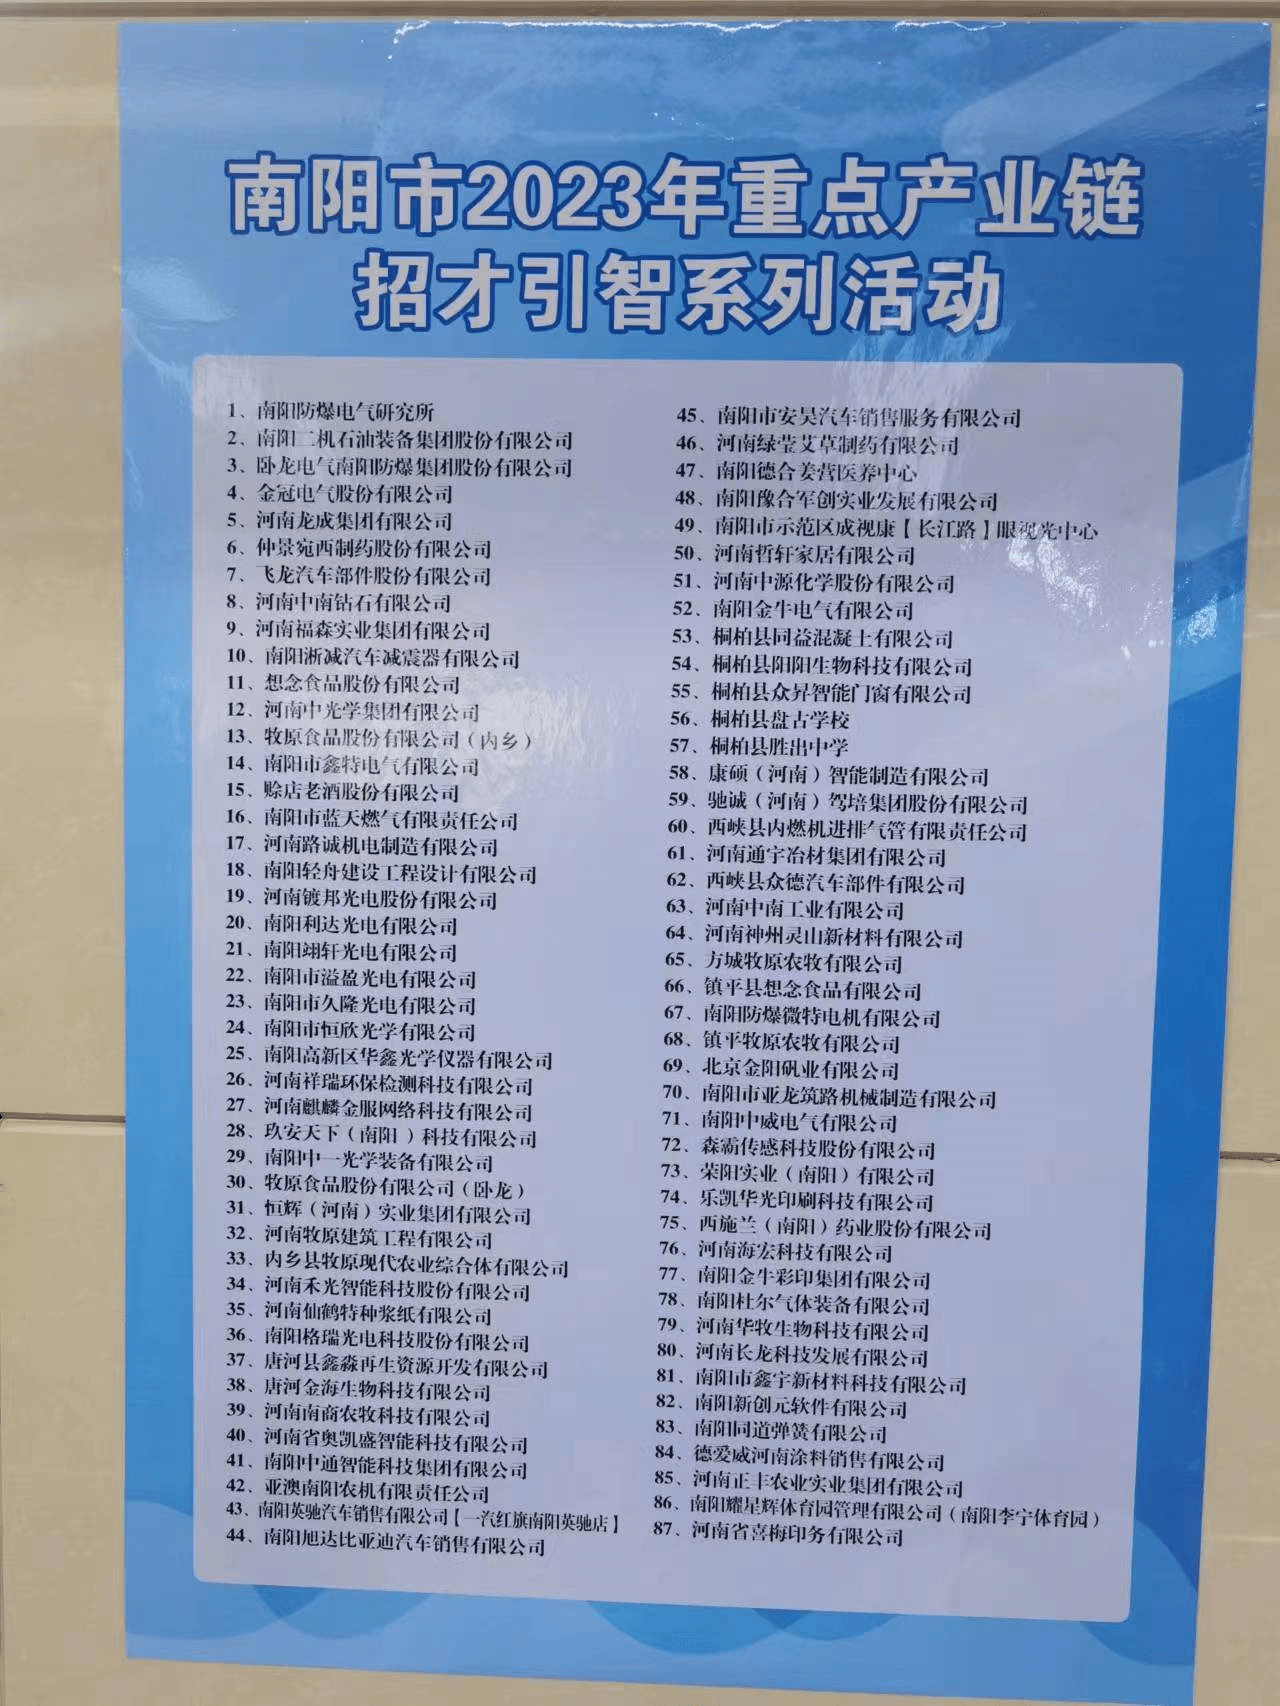 南阳市2023年重点产业链
招才引智系列活动
1、南阳防爆电气研究所
2、南阳二机石油装备集团股份有限公司
3、卧龙电气南阳防爆集团股份有限公司
4、金冠电气股份有限公司
5、河南龙成集团有限公司
6、仲景宛西制药股份有限公司
7、飞龙汽车部件股份有限公司
8、河南中南钻石有限公司
9、河南福森实业集团有限公司
10、南阳淅减汽车减震器有限公司
11、想念食品股份有限公司
12、河南中光学集团有限公司
13、牧原食品股份有限公司（内乡）
14、南阳市鑫特电气有限公司
15、赊店老酒股份有限公司
16、南阳市蓝天燃气有限责任公司
17、河南路诚机电制造有限公司
18、南阳轻舟建设工程设计有限公司
19、河南镀邦光电股份有限公司
20、南阳利达光电有限公司
21、南阳翊轩光电有限公司
22、南阳市溢盈光电有限公司
23、南阳市久隆光电有限公司
24、南阳市恒欣光学有限公司
25、南阳高新区华鑫光学仪器有限公司
26、河南祥瑞环保检测科技有限公司
27、河南麒麟金服网络科技有限公司
28、玖安天下（南阳）科技有限公司
29、南阳中一光学装备有限公司
30、牧原食品股份有限公司（卧龙）
31、恒辉（河南）实业集团有限公司
32、河南牧原建筑工程有限公司
33、内乡县牧原现代农业综合体有限公司
34、河南禾光智能科技股份有限公司
35、河南仙鹤特种浆纸有限公司
36、南阳格瑞光电科技股份有限公司
37、唐河县鑫淼再生资源开发有限公司
38、唐河金海生物科技有限公司
39、河南南商农牧科技有限公司
40、河南省奥凯盛智能科技有限公司
41、南阳中通智能科技集团有限公司
42、亚澳南阳农机有限责任公司
43、南阳英驰汽车销售有限公司【一汽红旗南阳英驰店】
44、南阳旭达比亚迪汽车销售有限公司
45、南阳市安昊汽车销售服务有限公司
46、河南绿莹艾草制药有限公司
47、南阳德合姜营医养中心
48、南阳豫合军创实业发展有限公司
49、南阳市示范区成视康【长江路】眼视光中心
50、河南哲轩家居有限公司
51、河南中源化学股份有限公司
52、南阳金牛电气有限公司
53、桐柏县同益混凝土有限公司
54、桐柏县阳阳生物科技有限公司
55、桐柏县众昇智能门窗有限公司
56、桐柏县盘古学校
57、桐柏县胜出中学
58、康硕（河南）智能制造有限公司
59、驰诚（河南）驾培集团股份有限公司
60、西峡县内燃机进排气管有限责任公司
61、河南通宇冶材集团有限公司
62、西峡县众德汽车部件有限公司
63、河南中南工业有限公司
64、河南神州灵山新材料有限公司
65、方城牧原农牧有限公司
66、镇平县想念食品有限公司
67、南阳防爆微特电机有限公司
68、镇平牧原农牧有限公司
69、北京金阳矾业有限公司
70、南阳市亚龙筑路机械制造有限公司
71、南阳中威电气有限公司
72、森霸传感科技股份有限公司
73、荣阳实业（南阳）有限公司
74、乐凯华光印刷科技有限公司
75、西施兰（南阳）药业股份有限公司
76、河南海宏科技有限公司
77、南阳金牛彩印集团有限公司
78、南阳杜尔气体装备有限公司
79、河南华牧生物科技有限公司
80、河南长龙科技发展有限公司
81、南阳市鑫宇新材料科技有限公司
82、南阳新创元软件有限公司
83、南阳同道弹簧有限公司
84、德爱威河南涂料销售有限公司
85、河南正丰农业实业集团有限公司
86、南阳耀星辉体育园管理有限公司（南阳李宁体育园）
87、河南省喜梅印务有限公司